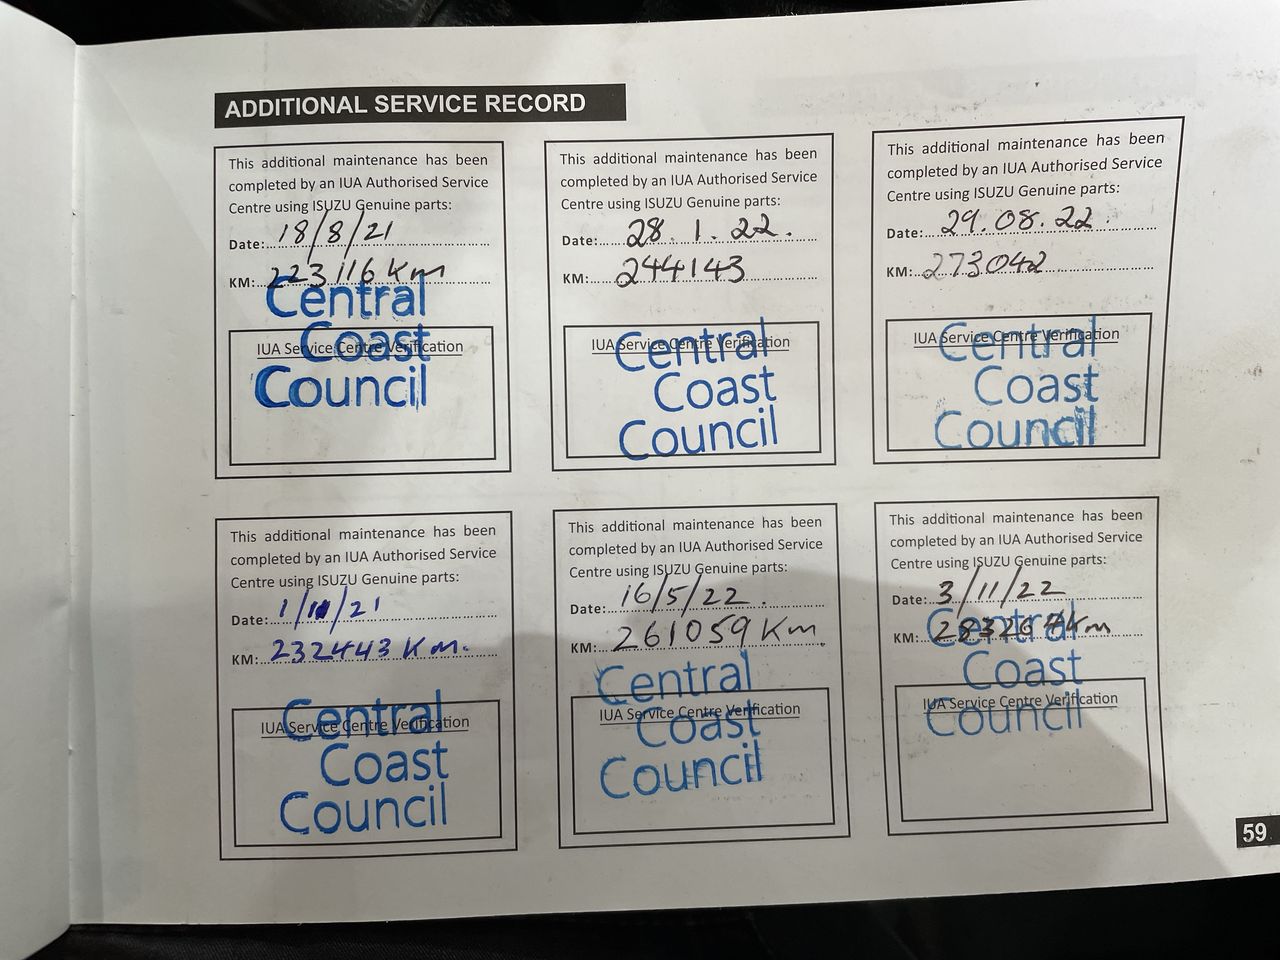 ADDITIONAL SERVICE RECORD
This additional maintenance has been
completed by an IUA Authorised Service
Centre using ISUZU Genuine parts:
Date: 18/8/21
KM: 223116 Km
IUA Service Centre Verification
Central
Coast
Council
This additional maintenance has been
completed by an IUA Authorised Service
Centre using ISUZU Genuine parts:
Date: 28.1.22.
KM: 244143
IUA Service Centre Verification
Central
Coast
Council
This additional maintenance has been
completed by an IUA Authorised Service
Centre using ISUZU Genuine parts:
Date: 29.08.22.
KM: 273042
IUA Service Centre Verification
Central
Coast
Council
This additional maintenance has been
completed by an IUA Authorised Service
Centre using ISUZU Genuine parts:
Date:
KM: 232443 Km.
IUA Service Centre Verification
Central
Coast
Council
This additional maintenance has been
completed by an IUA Authorised Service
Centre using ISUZU Genuine parts:
Date: 16/5/22.
KM: 261059 Km
IUA Service Centre Verification
Central
Coast
Council
This additional maintenance has been
completed by an IUA Authorised Service
Centre using ISUZU Genuine parts:
Date: 3/11/22
KM: Km
IUA Service Centre Verification
Central
Coast
Council
59